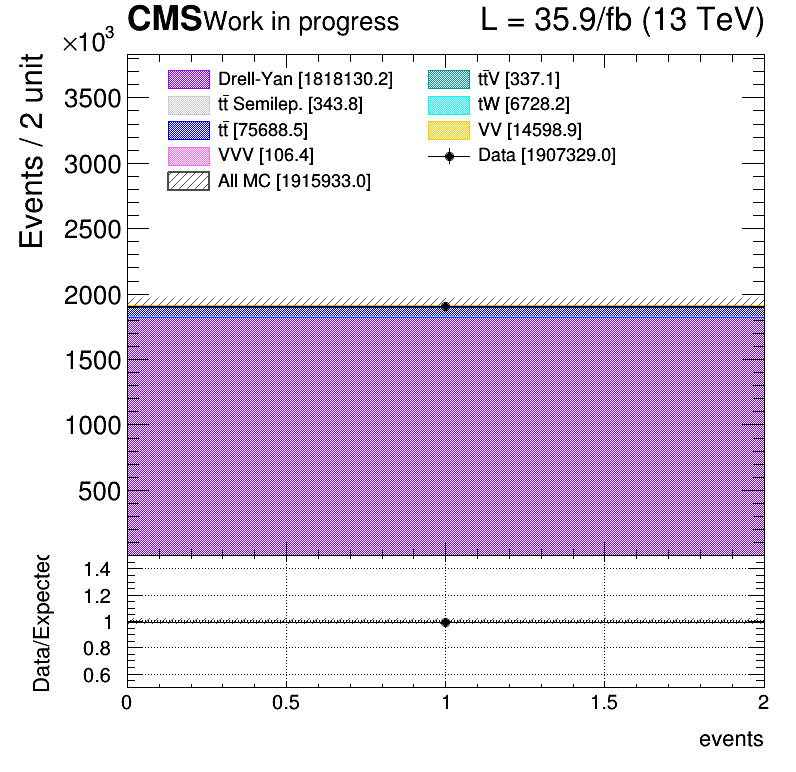 CMS Work in progress L = 35.9/fb (13 TeV)
×10³
Events / 2 unit
Drell-Yan [1818130.2]
tt̄ Semilep. [343.8]
tt̄ [75688.5]
VVV [106.4]
All MC [1915933.0]
tt̄V [337.1]
tW [6728.2]
VV [14598.9]
Data [1907329.0]
3500
3000
2500
2000
1500
1000
500
Data/Expected
1.4
1.2
1
0.8
0.6
0 0.5 1 1.5 2
events